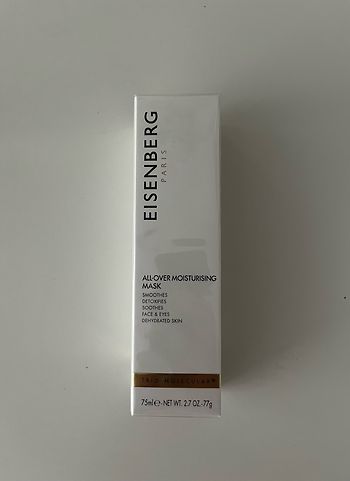 EISENBERG
PARIS
ALL-OVER MOISTURISING
MASK
SMOOTHES
DETOXIFIES
SOOTHES
FACE & EYES
DEHYDRATED SKIN
TRIO MOLECULAR®
75ml ℮ - NET WT. 2.7 OZ. - 77g